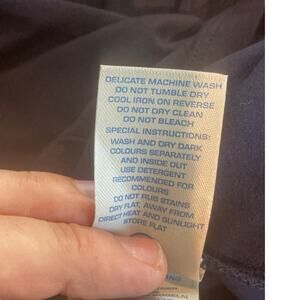 DELICATE MACHINE WASH
DO NOT TUMBLE DRY
COOL IRON ON REVERSE
DO NOT DRY CLEAN
DO NOT BLEACH
SPECIAL INSTRUCTIONS:
WASH AND DRY DARK
COLOURS SEPARATELY
AND INSIDE OUT
USE DETERGENT
RECOMMENDED FOR
COLOURS
DO NOT RUB STAINS
DRY FLAT, AWAY FROM
DIRECT HEAT AND SUNLIGHT
STORE FLAT